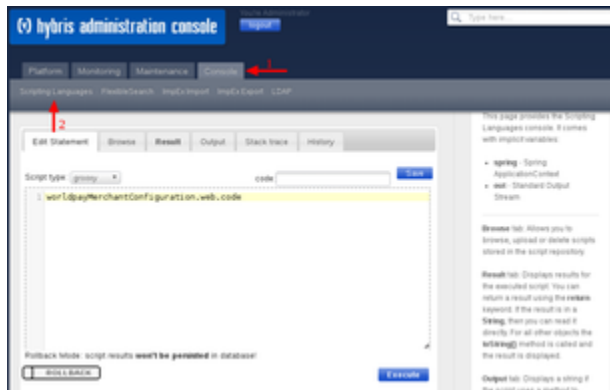 (y) hybris administration console
You're Administrator
logout
Type here...
Platform Monitoring Maintenance Console
1
Scripting Languages FlexibleSearch ImpEx Import ImpEx Export LDAP
2
Edit Statement Browse Result Output Stack trace History
Script type: groovy code: Save
1 worldpayMerchantConfiguration.web.code
Rollback Mode: script results won't be persisted in database!
ROLLBACK
Execute
This page provides the Scripting
Languages console. It comes
with implicit variables:
spring - Spring
ApplicationContext
out - Standard Output
Stream
Browse tab: Allows you to
browse, upload or delete scripts
stored in the script repository.
Result tab: Displays results for
the executed script. You can
return a result using the return
keyword. If the result is in a
String, then you can read it
directly. For all other objects the
toString() method is called and
the result is displayed.
Output tab: Displays a string if